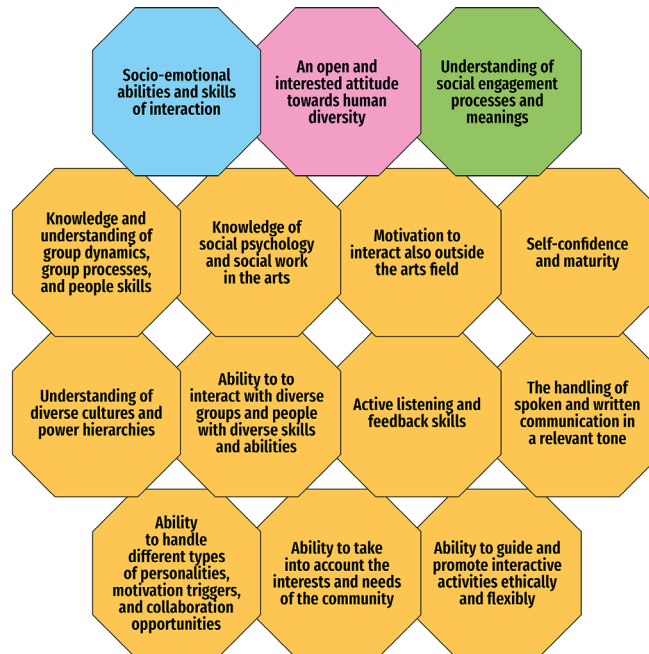 Socio-emotional
abilities and skills
of interaction
An open and
interested attitude
towards human
diversity
Understanding of
social engagement
processes and
meanings
Knowledge and
understanding of
group dynamics,
group processes,
and people skills
Knowledge of
social psychology
and social work
in the arts
Motivation to
interact also outside
the arts field
Self-confidence
and maturity
Understanding of
diverse cultures and
power hierarchies
Ability to to
interact with diverse
groups and people
with diverse skills
and abilities
Active listening and
feedback skills
The handling of
spoken and written
communication in
a relevant tone
Ability
to handle
different types
of personalities,
motivation triggers,
and collaboration
opportunities
Ability to take
into account the
interests and needs
of the community
Ability to guide and
promote interactive
activities ethically
and flexibly